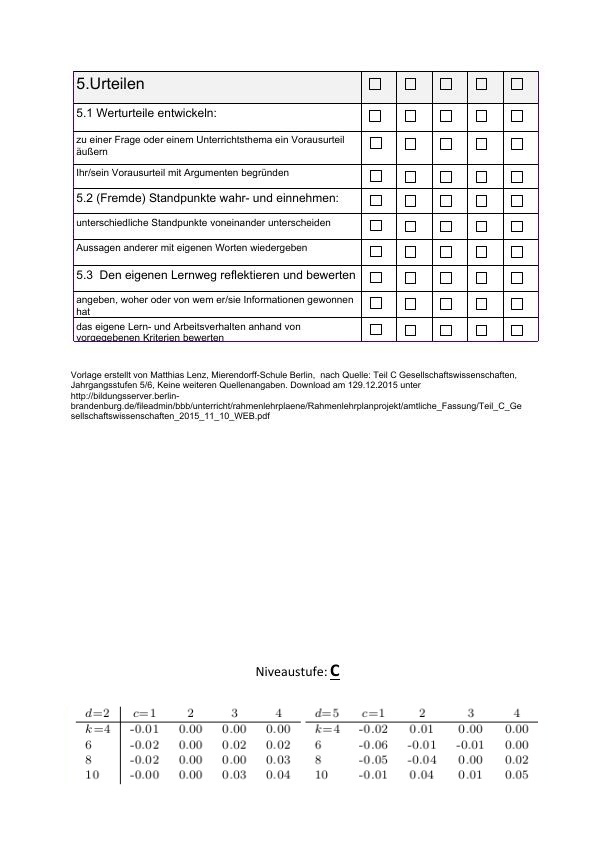 5.Urteilen ☐ ☐ ☐ ☐ ☐
5.1 Werturteile entwickeln: ☐ ☐ ☐ ☐ ☐
zu einer Frage oder einem Unterrichtsthema ein Vorausurteil
äußern ☐ ☐ ☐ ☐ ☐
Ihr/sein Vorausurteil mit Argumenten begründen ☐ ☐ ☐ ☐ ☐
5.2 (Fremde) Standpunkte wahr- und einnehmen: ☐ ☐ ☐ ☐ ☐
unterschiedliche Standpunkte voneinander unterscheiden ☐ ☐ ☐ ☐ ☐
Aussagen anderer mit eigenen Worten wiedergeben ☐ ☐ ☐ ☐ ☐
5.3 Den eigenen Lernweg reflektieren und bewerten ☐ ☐ ☐ ☐ ☐
angeben, woher oder von wem er/sie Informationen gewonnen
hat ☐ ☐ ☐ ☐ ☐
das eigene Lern- und Arbeitsverhalten anhand von
vorgegebenen Kriterien bewerten ☐ ☐ ☐ ☐ ☐
Vorlage erstellt von Matthias Lenz, Mierendorff-Schule Berlin, nach Quelle: Teil C Gesellschaftswissenschaften,
Jahrgangsstufen 5/6, Keine weiteren Quellenangaben. Download am 129.12.2015 unter
http://bildungsserver.berlin-
brandenburg.de/fileadmin/bbb/unterricht/rahmenlehrplaene/Rahmenlehrplanprojekt/amtliche_Fassung/Teil_C_Ge
sellschaftswissenschaften_2015_11_10_WEB.pdf
Niveaustufe: C
d=2 c=1 2 3 4 d=5 c=1 2 3 4
k=4 -0.01 0.00 0.00 0.00 k=4 -0.02 0.01 0.00 0.00
6 -0.02 0.00 0.02 0.02 6 -0.06 -0.01 -0.01 0.00
8 -0.02 0.00 0.00 0.03 8 -0.05 -0.04 0.00 0.02
10 -0.00 0.00 0.03 0.04 10 -0.01 0.04 0.01 0.05